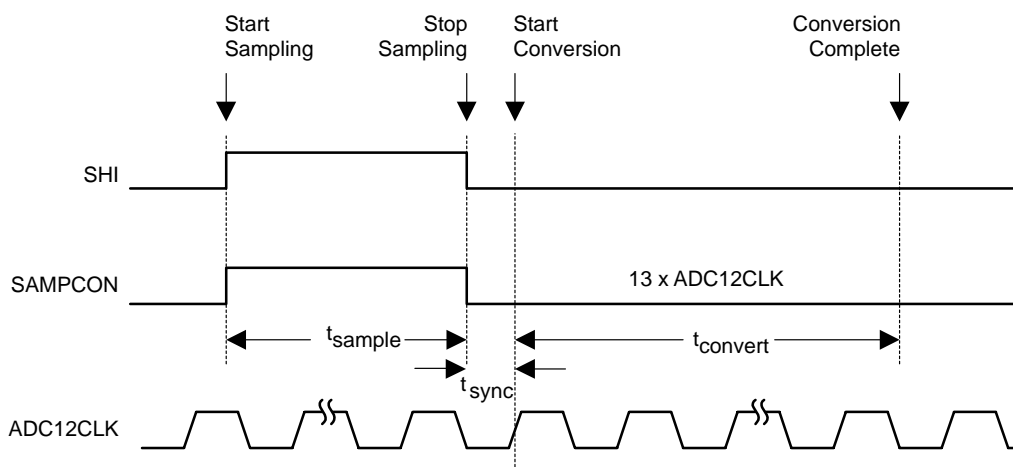 Start
Sampling
Stop
Sampling
Start
Conversion
Conversion
Complete
SHI
SAMPCON
13 x ADC12CLK
tsample
tconvert
tsync
ADC12CLK